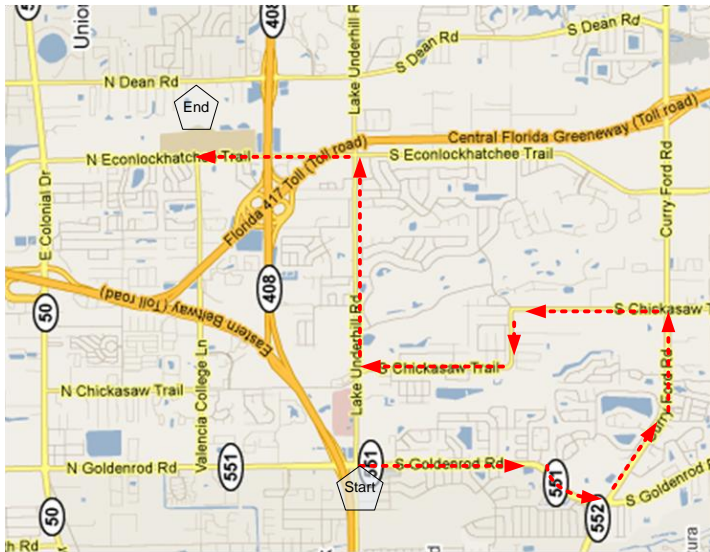 408
Union
N Dean Rd
Lake Underhill R
S Dean Rd
S Dean Rd
End
Central Florida Greeneway (Toll road)
N Econlockhatchee Trail
S Econlockhatchee Trail
Florida 417 Toll (Toll road)
E Colonial Dr
Curry Ford Rd
50
408
Eastern Beltway (Toll road)
S Chickasaw T
Lake Underhill Rd
Valencia College Ln
N Chickasaw Trail
S Chickasaw Trail
Curry Ford Rd
N Goldenrod Rd
551
551
S Goldenrod Rd
Start
551
552
S Goldenrod R
50
th Rd
k
d
ura